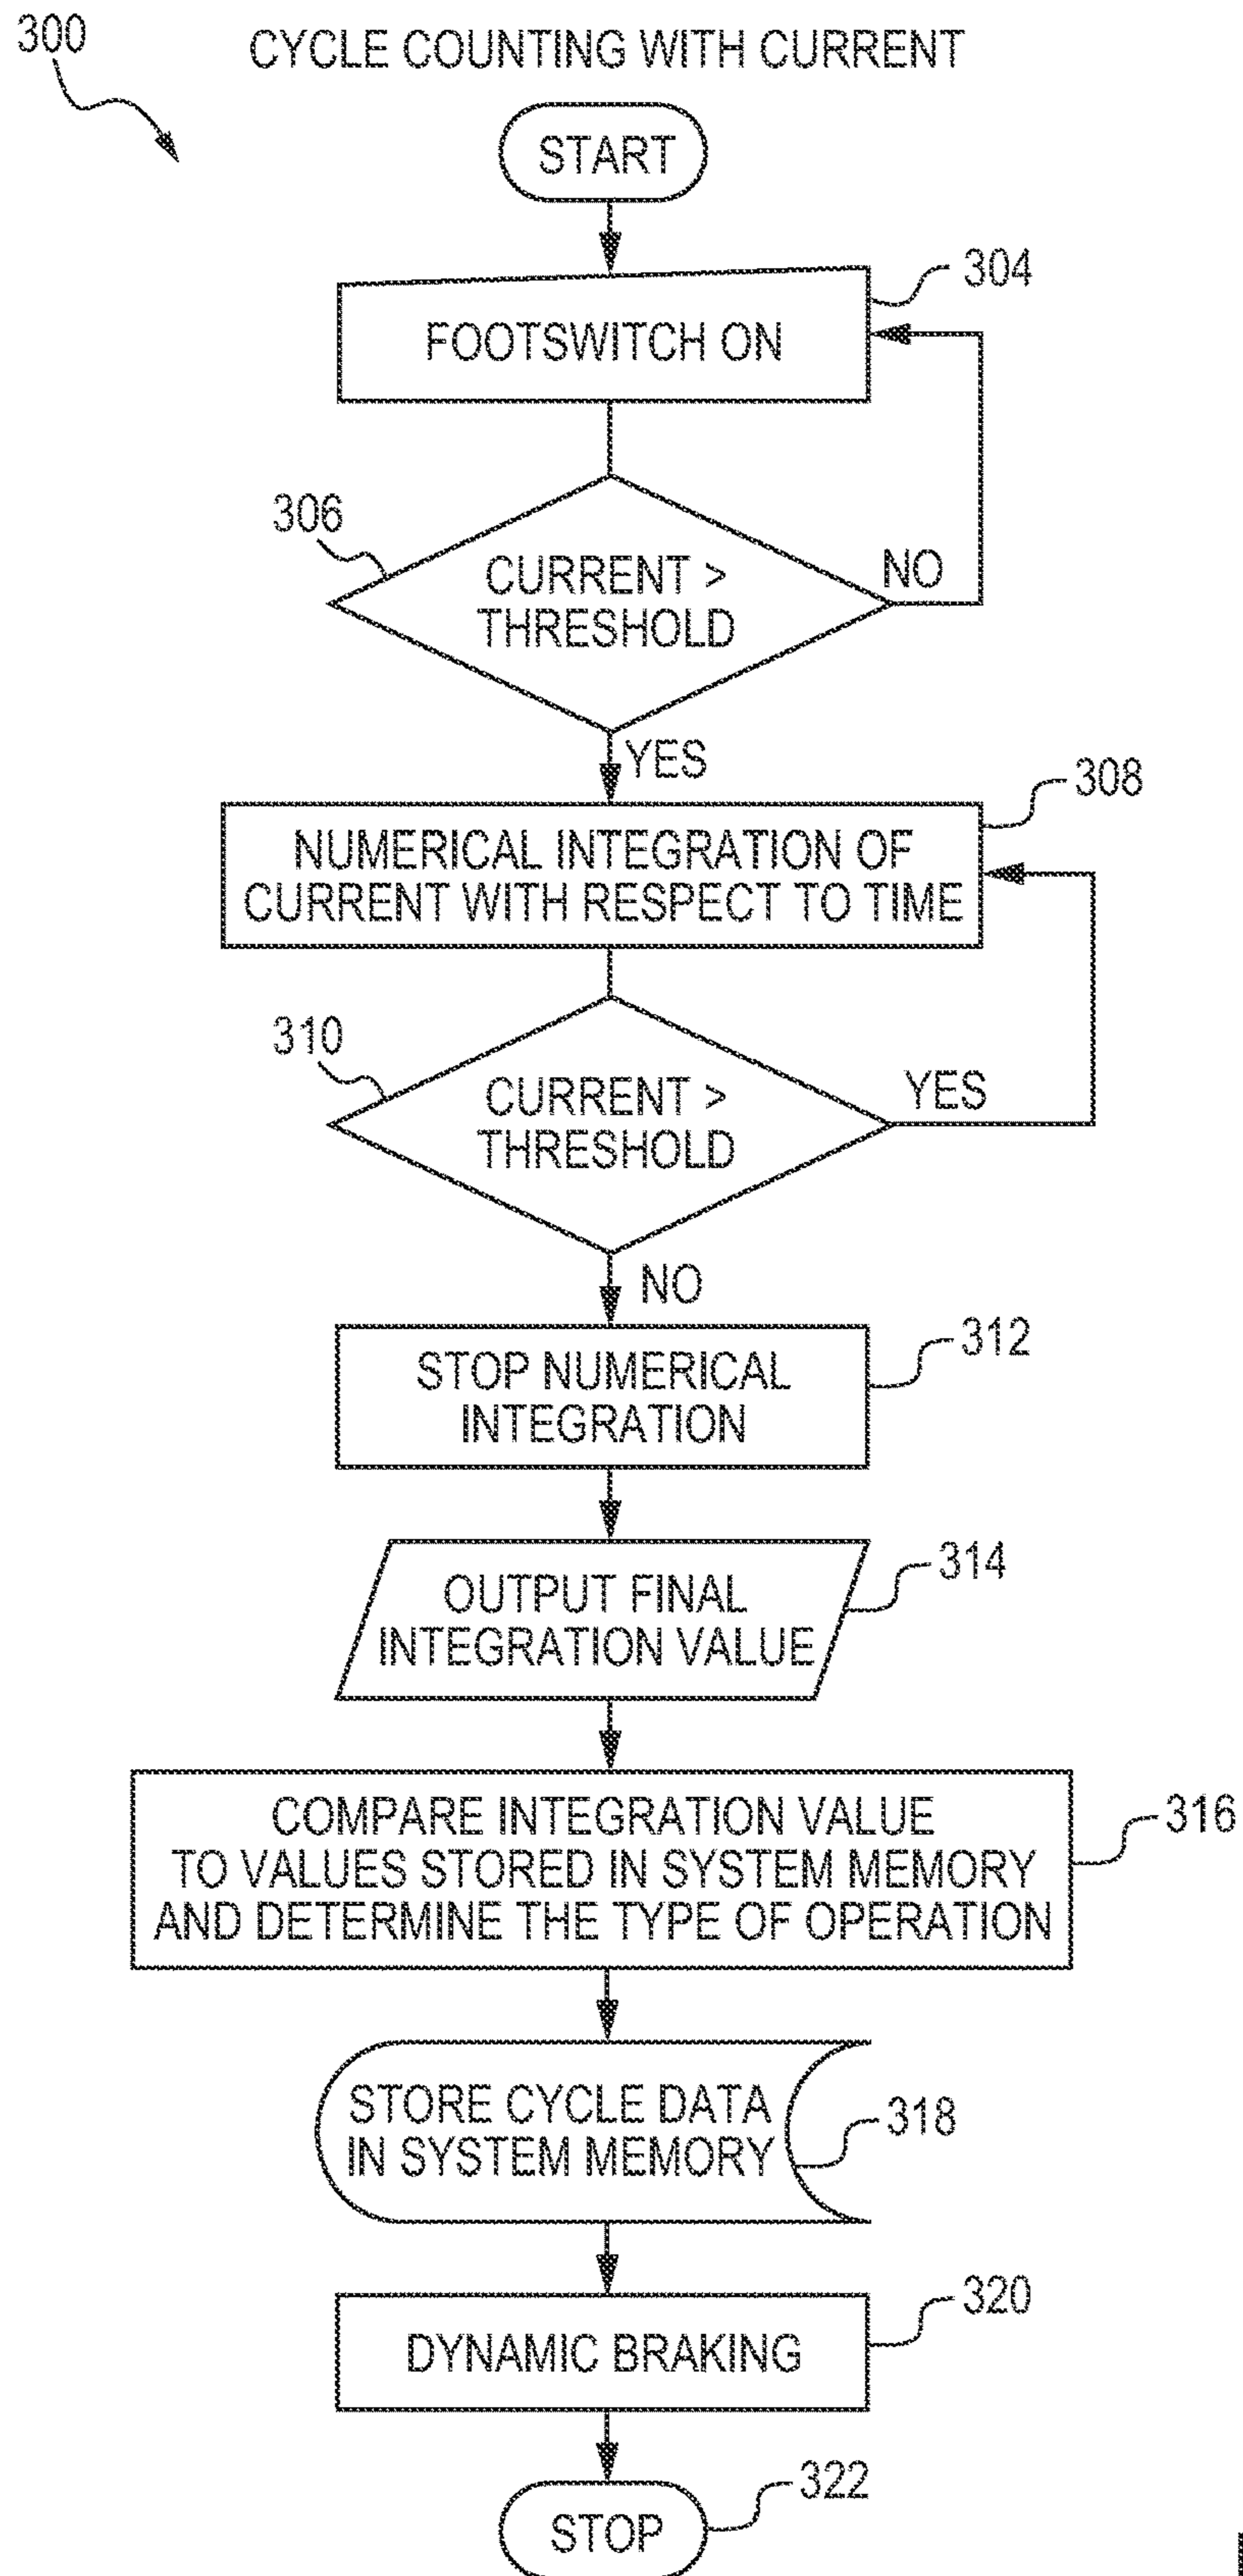 300
CYCLE COUNTING WITH CURRENT
START
304
FOOTSWITCH ON
306
CURRENT >
THRESHOLD
NO
YES
308
NUMERICAL INTEGRATION OF
CURRENT WITH RESPECT TO TIME
310
CURRENT >
THRESHOLD
YES
NO
312
STOP NUMERICAL
INTEGRATION
314
OUTPUT FINAL
INTEGRATION VALUE
316
COMPARE INTEGRATION VALUE
TO VALUES STORED IN SYSTEM MEMORY
AND DETERMINE THE TYPE OF OPERATION
318
STORE CYCLE DATA
IN SYSTEM MEMORY
320
DYNAMIC BRAKING
322
STOP